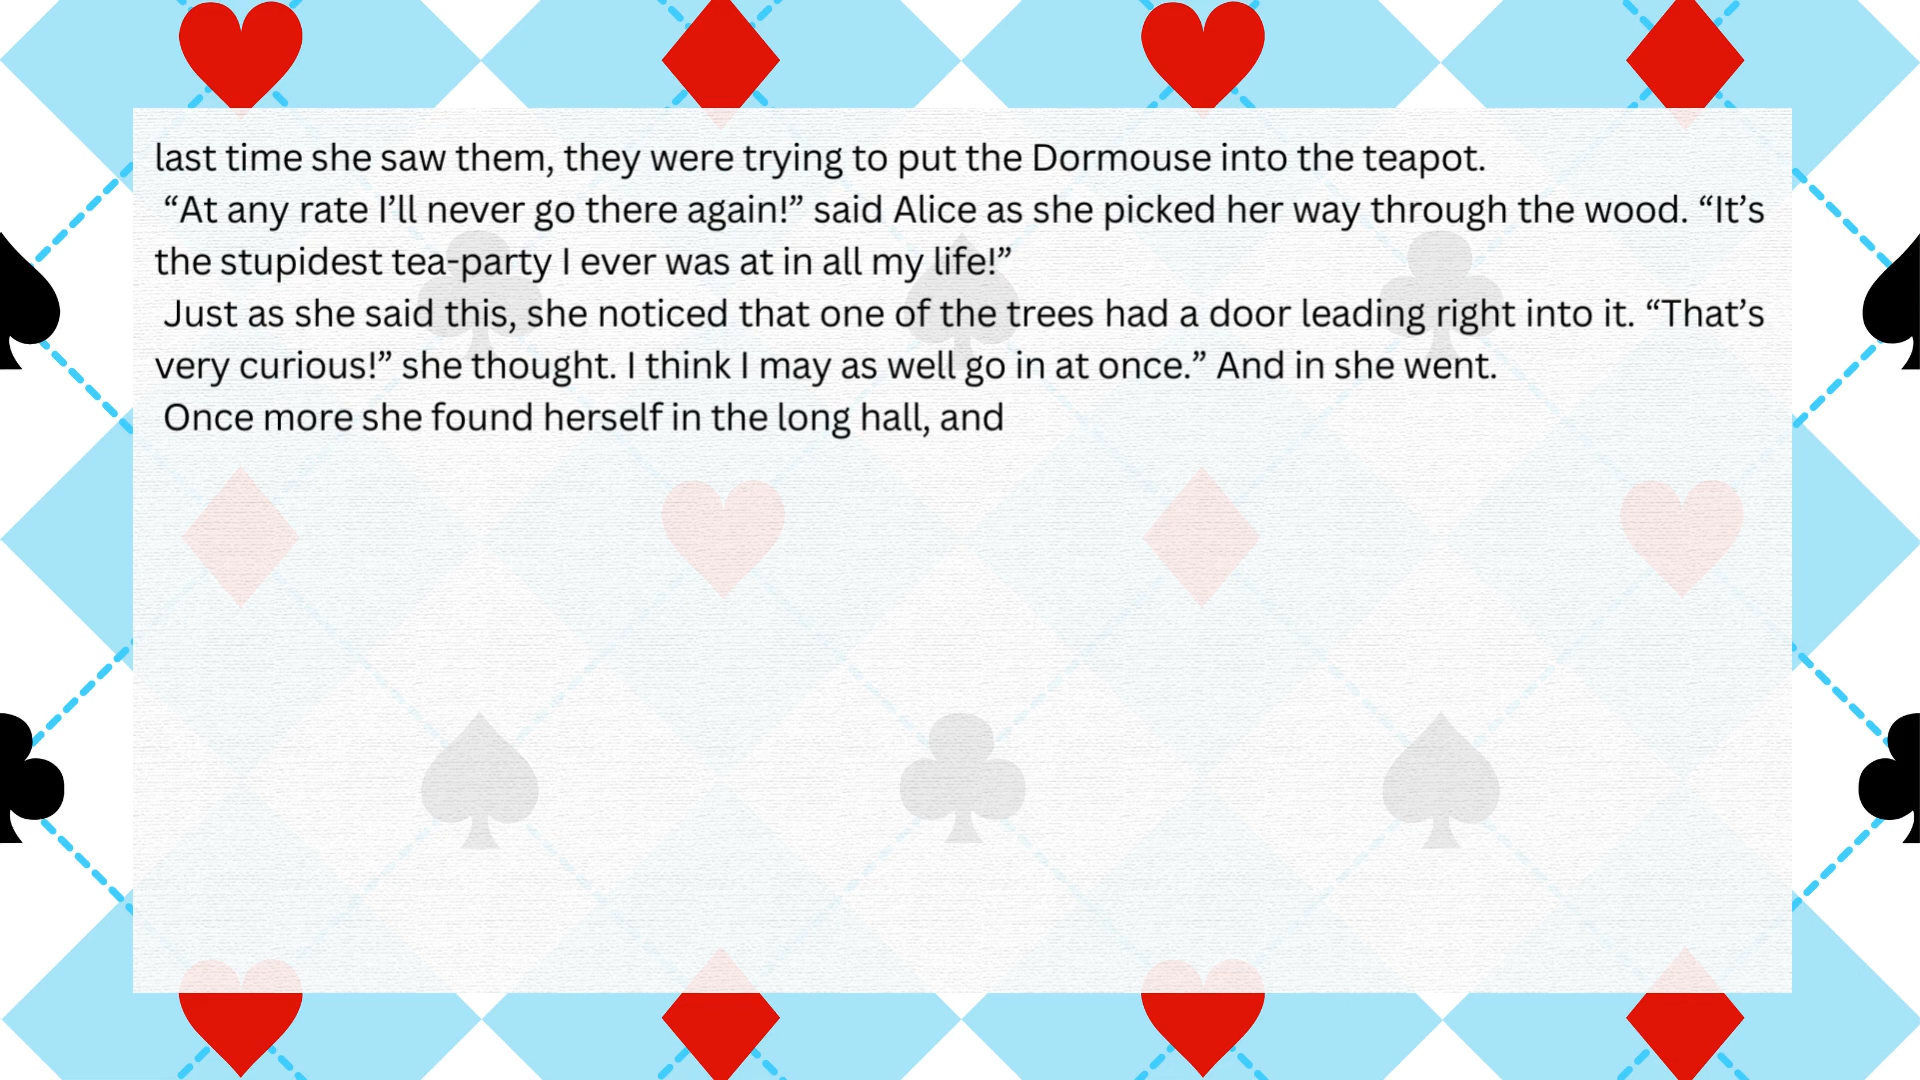 last time she saw them, they were trying to put the Dormouse into the teapot.
“At any rate I’ll never go there again!” said Alice as she picked her way through the wood. “It’s
the stupidest tea-party I ever was at in all my life!”
Just as she said this, she noticed that one of the trees had a door leading right into it. “That’s
very curious!” she thought. I think I may as well go in at once.” And in she went.
Once more she found herself in the long hall, and